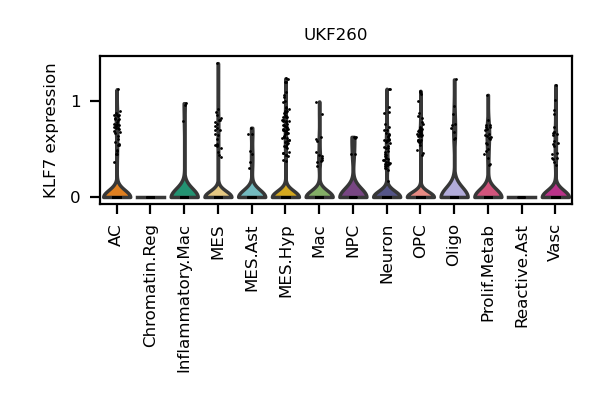 UKF260
KLF7 expression
1
0
AC
Chromatin.Reg
Inflammatory.Mac
MES
MES.Ast
MES.Hyp
Mac
NPC
Neuron
OPC
Oligo
Prolif.Metab
Reactive.Ast
Vasc